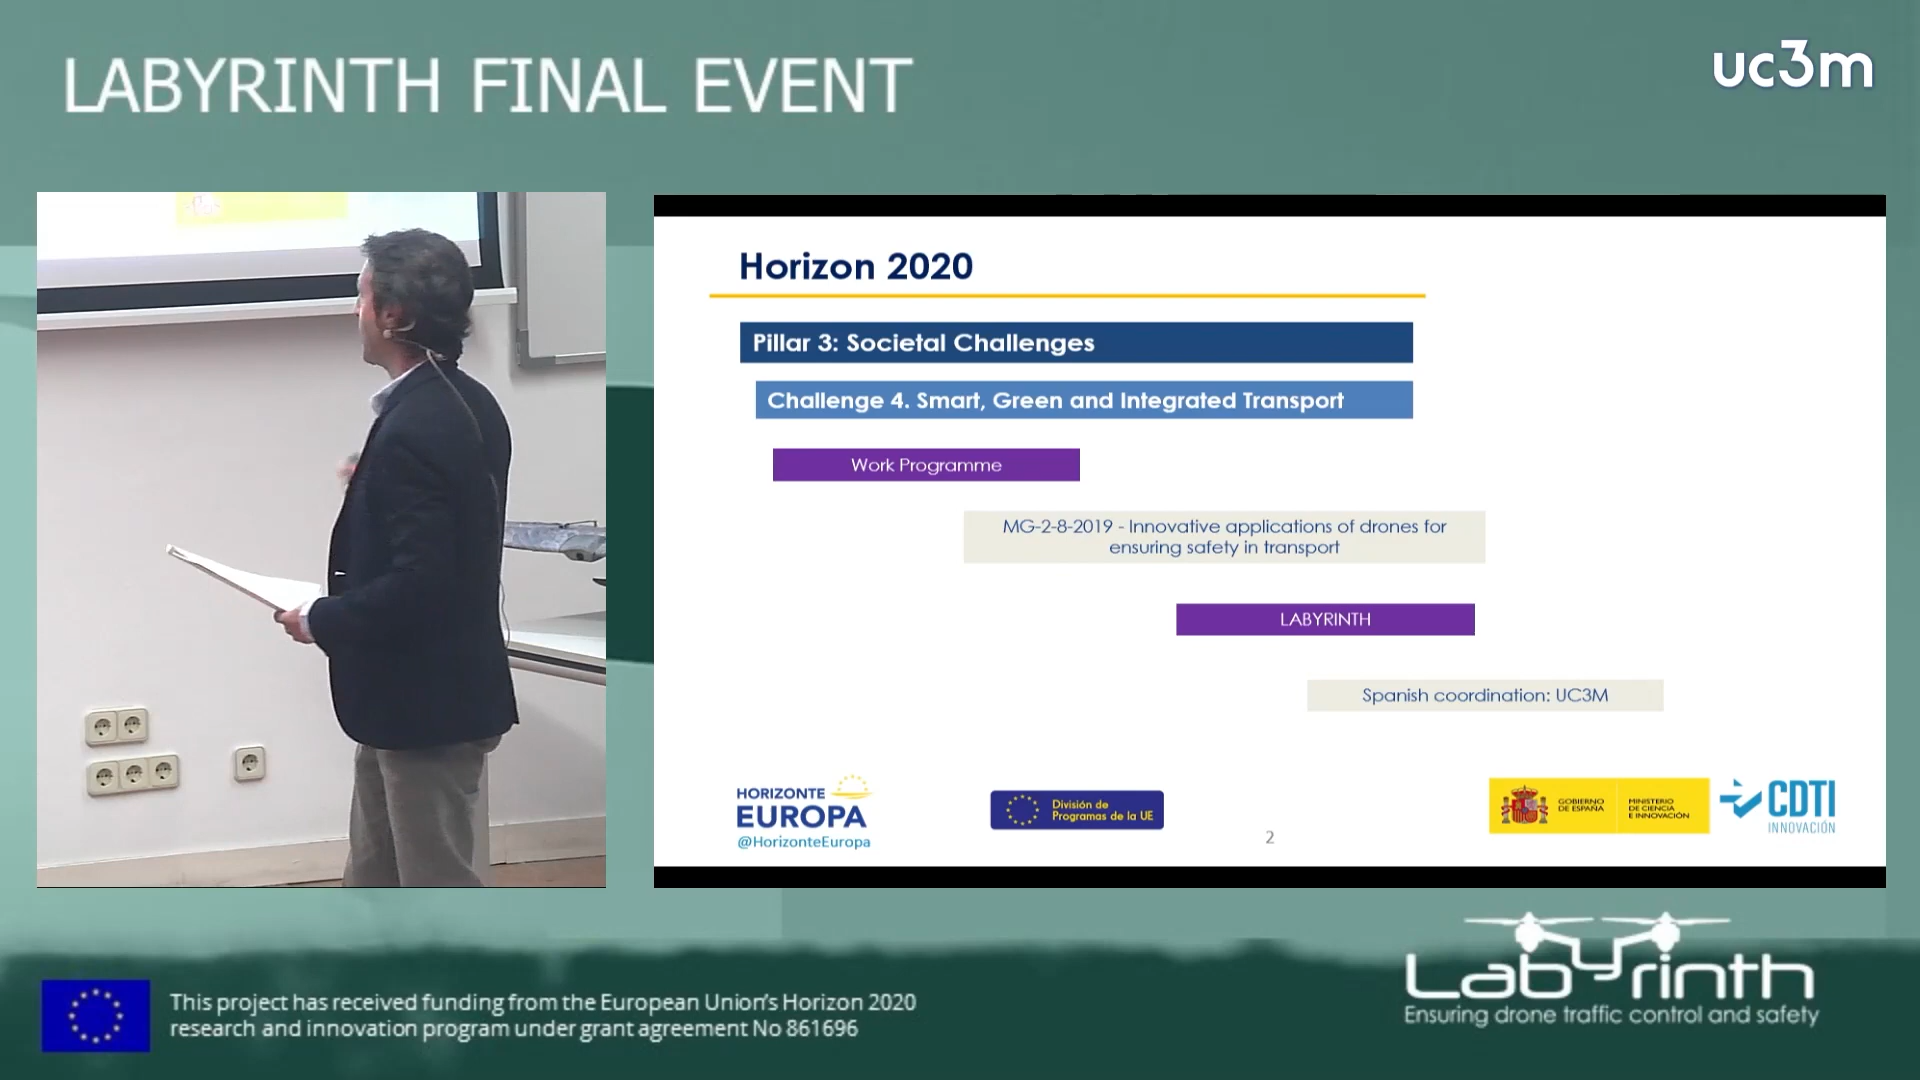 LABYRINTH FINAL EVENT
uc3m
Horizon 2020
Pillar 3: Societal Challenges
Challenge 4. Smart, Green and Integrated Transport
Work Programme
MG-2-8-2019 - Innovative applications of drones for
ensuring safety in transport
LABYRINTH
Spanish coordination: UC3M
HORIZONTE
EUROPA
@HorizonteEuropa
División de
Programas de la UE
2
GOBIERNO
DE ESPAÑA
MINISTERIO
DE CIENCIA
E INNOVACIÓN
CDTI
INNOVACIÓN
This project has received funding from the European Union's Horizon 2020
research and innovation program under grant agreement No 861696
Labyrinth
Ensuring drone traffic control and safety